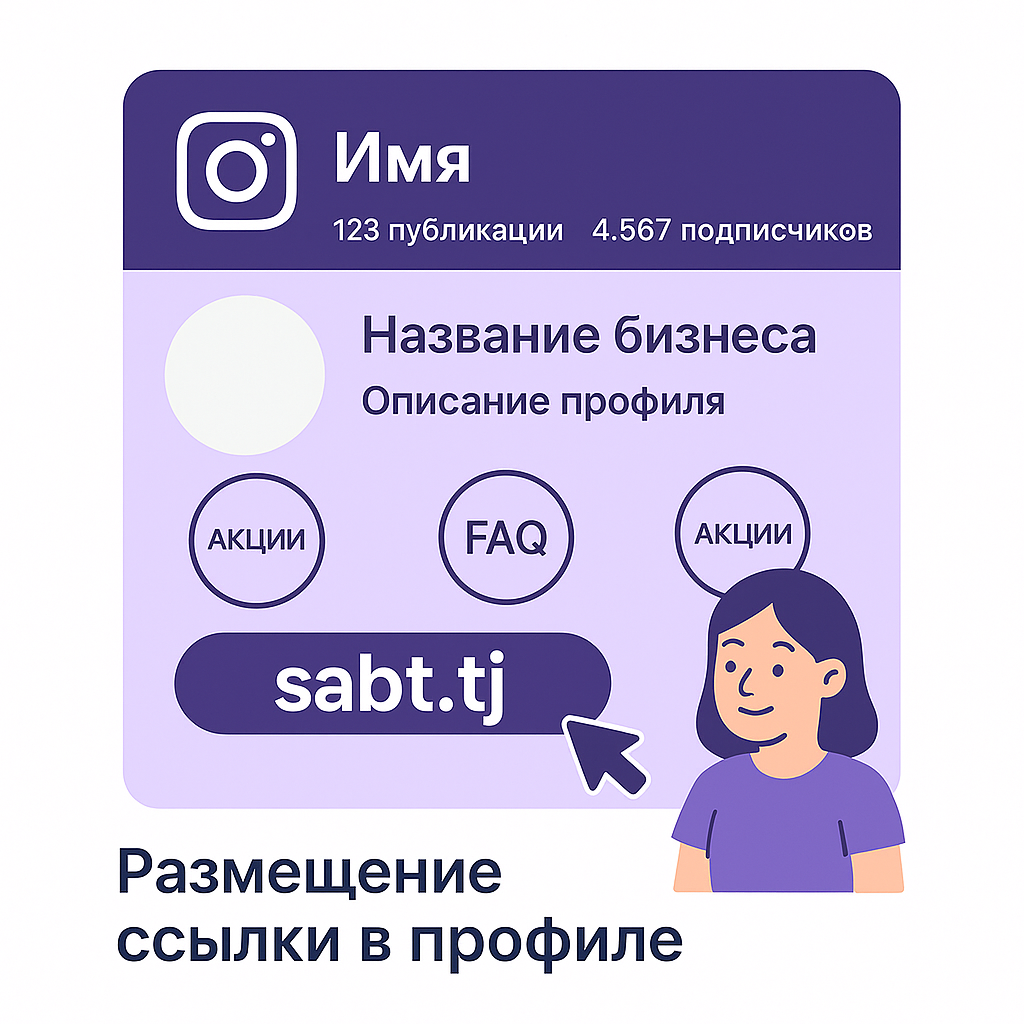 Имя
123 публикации 4.567 подписчиков
Название бизнеса
Описание профиля
АКЦИИ FAQ АКЦИИ
sabt.tj
Размещение
ссылки в профиле